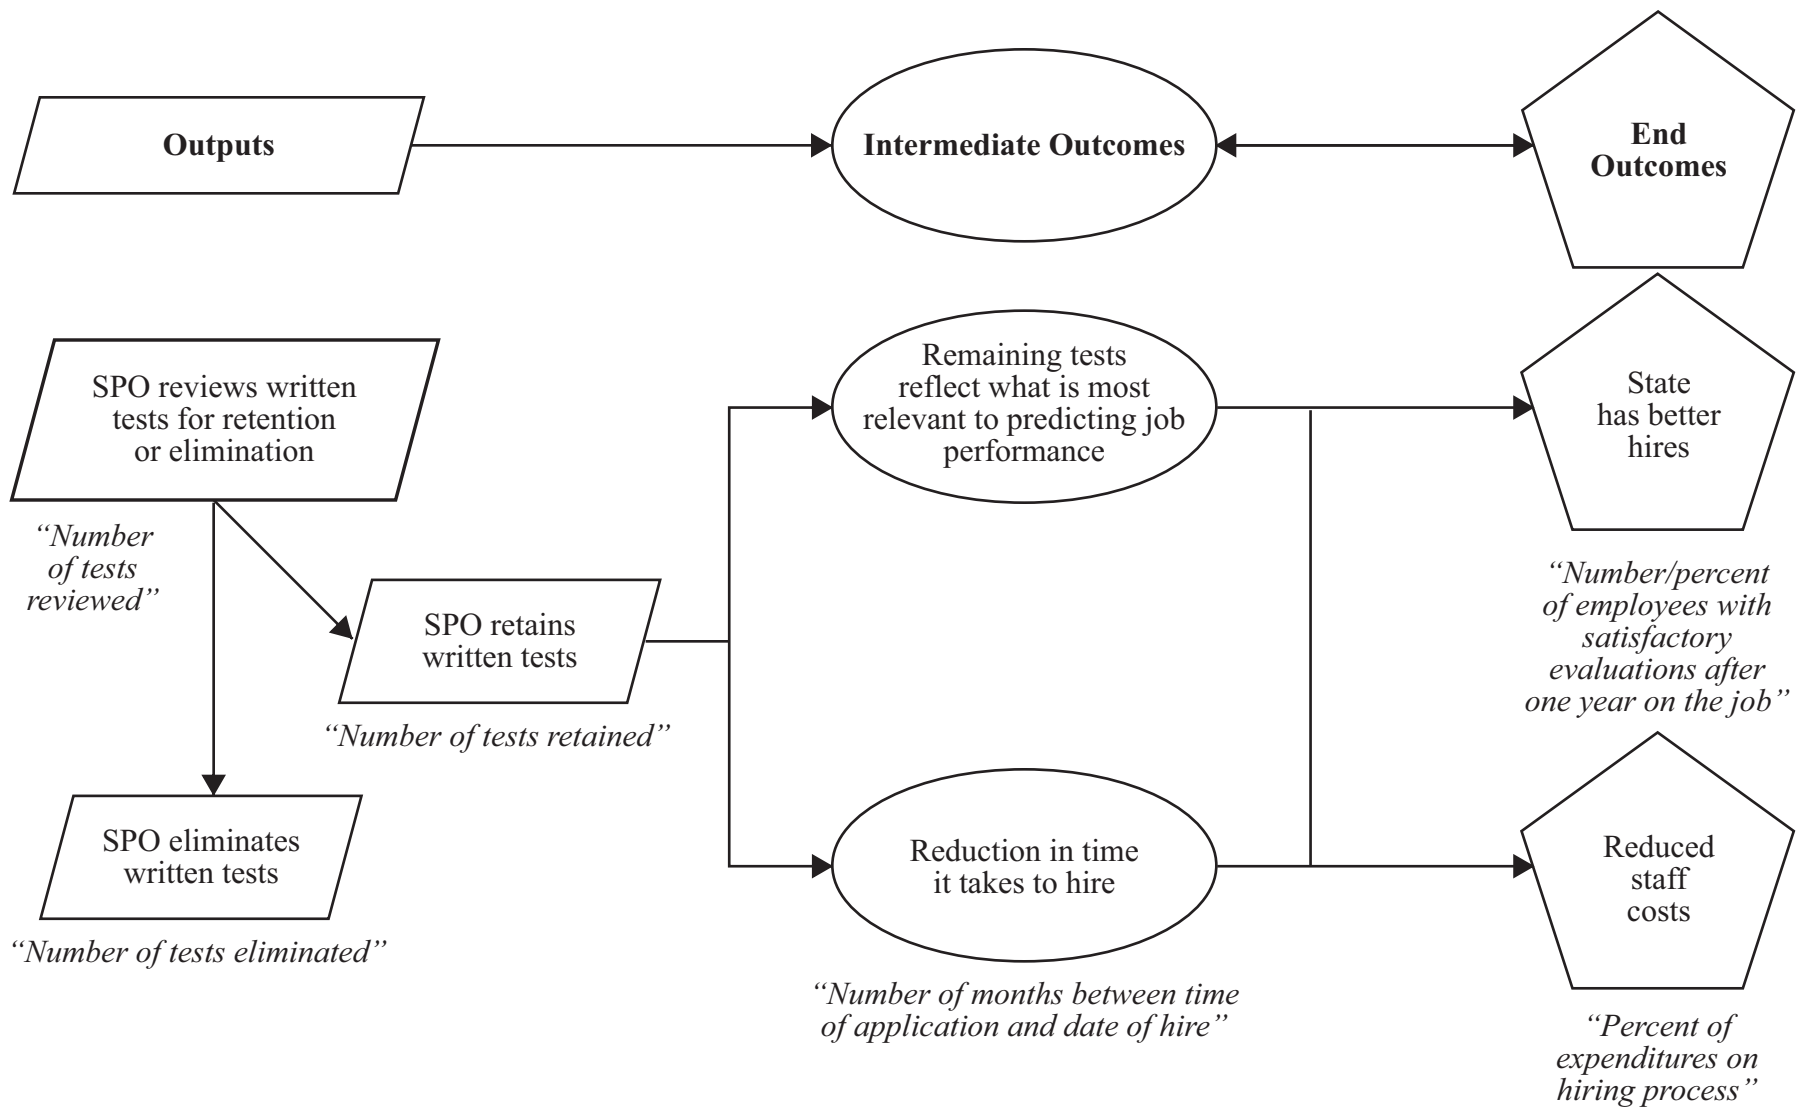 Outputs
Intermediate Outcomes
End
Outcomes
SPO reviews written
tests for retention
or elimination
“Number
of tests
reviewed”
SPO retains
written tests
“Number of tests retained”
SPO eliminates
written tests
“Number of tests eliminated”
Remaining tests
reflect what is most
relevant to predicting job
performance
Reduction in time
it takes to hire
“Number of months between time
of application and date of hire”
State
has better
hires
“Number/percent
of employees with
satisfactory
evaluations after
one year on the job”
Reduced
staff
costs
“Percent of
expenditures on
hiring process”